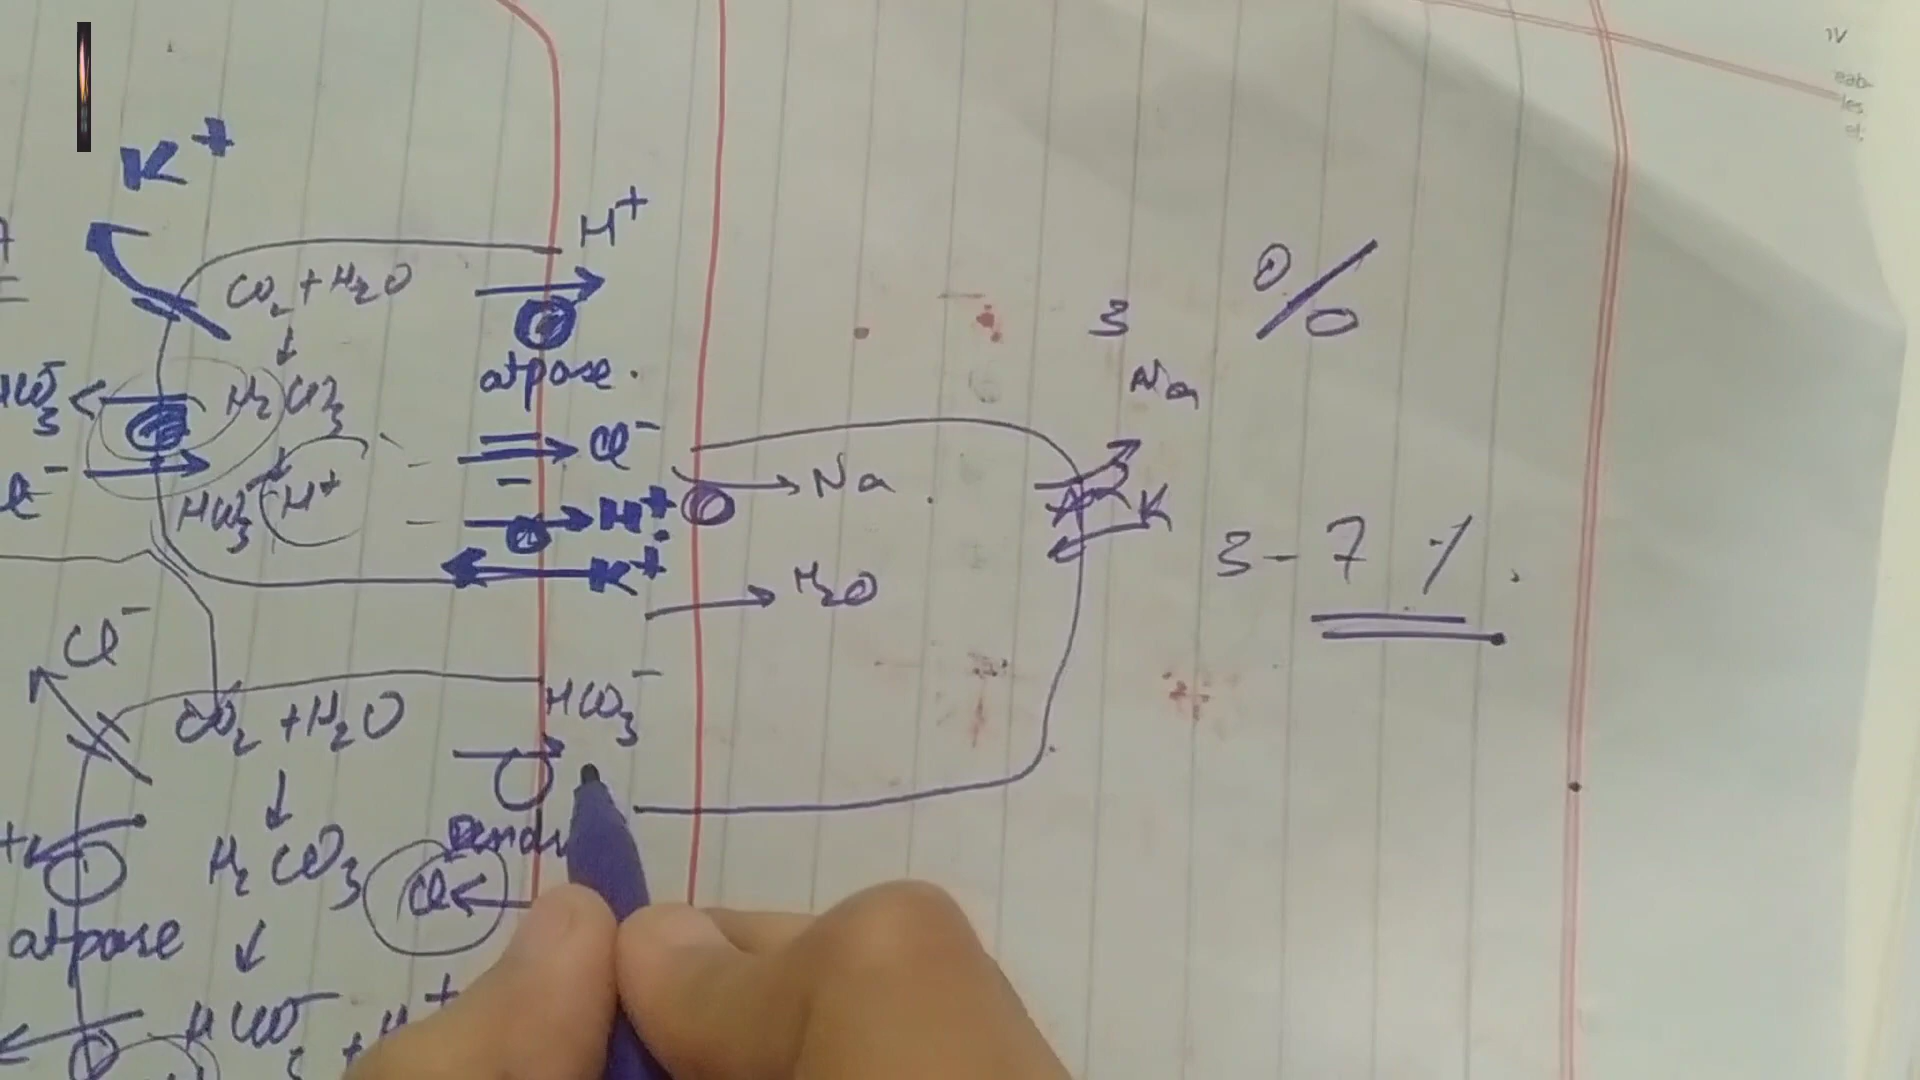 K+
H+
CO2 + H2O
atpase.
HCO3-
H2CO3
Cl-
HCO3- H+
H+
K+
%
3
Na
Na
K
H2O
3-7 %.
Cl-
CO2 + H2O
HCO3-
H2CO3
Cl
atpase
HCO3- + H+